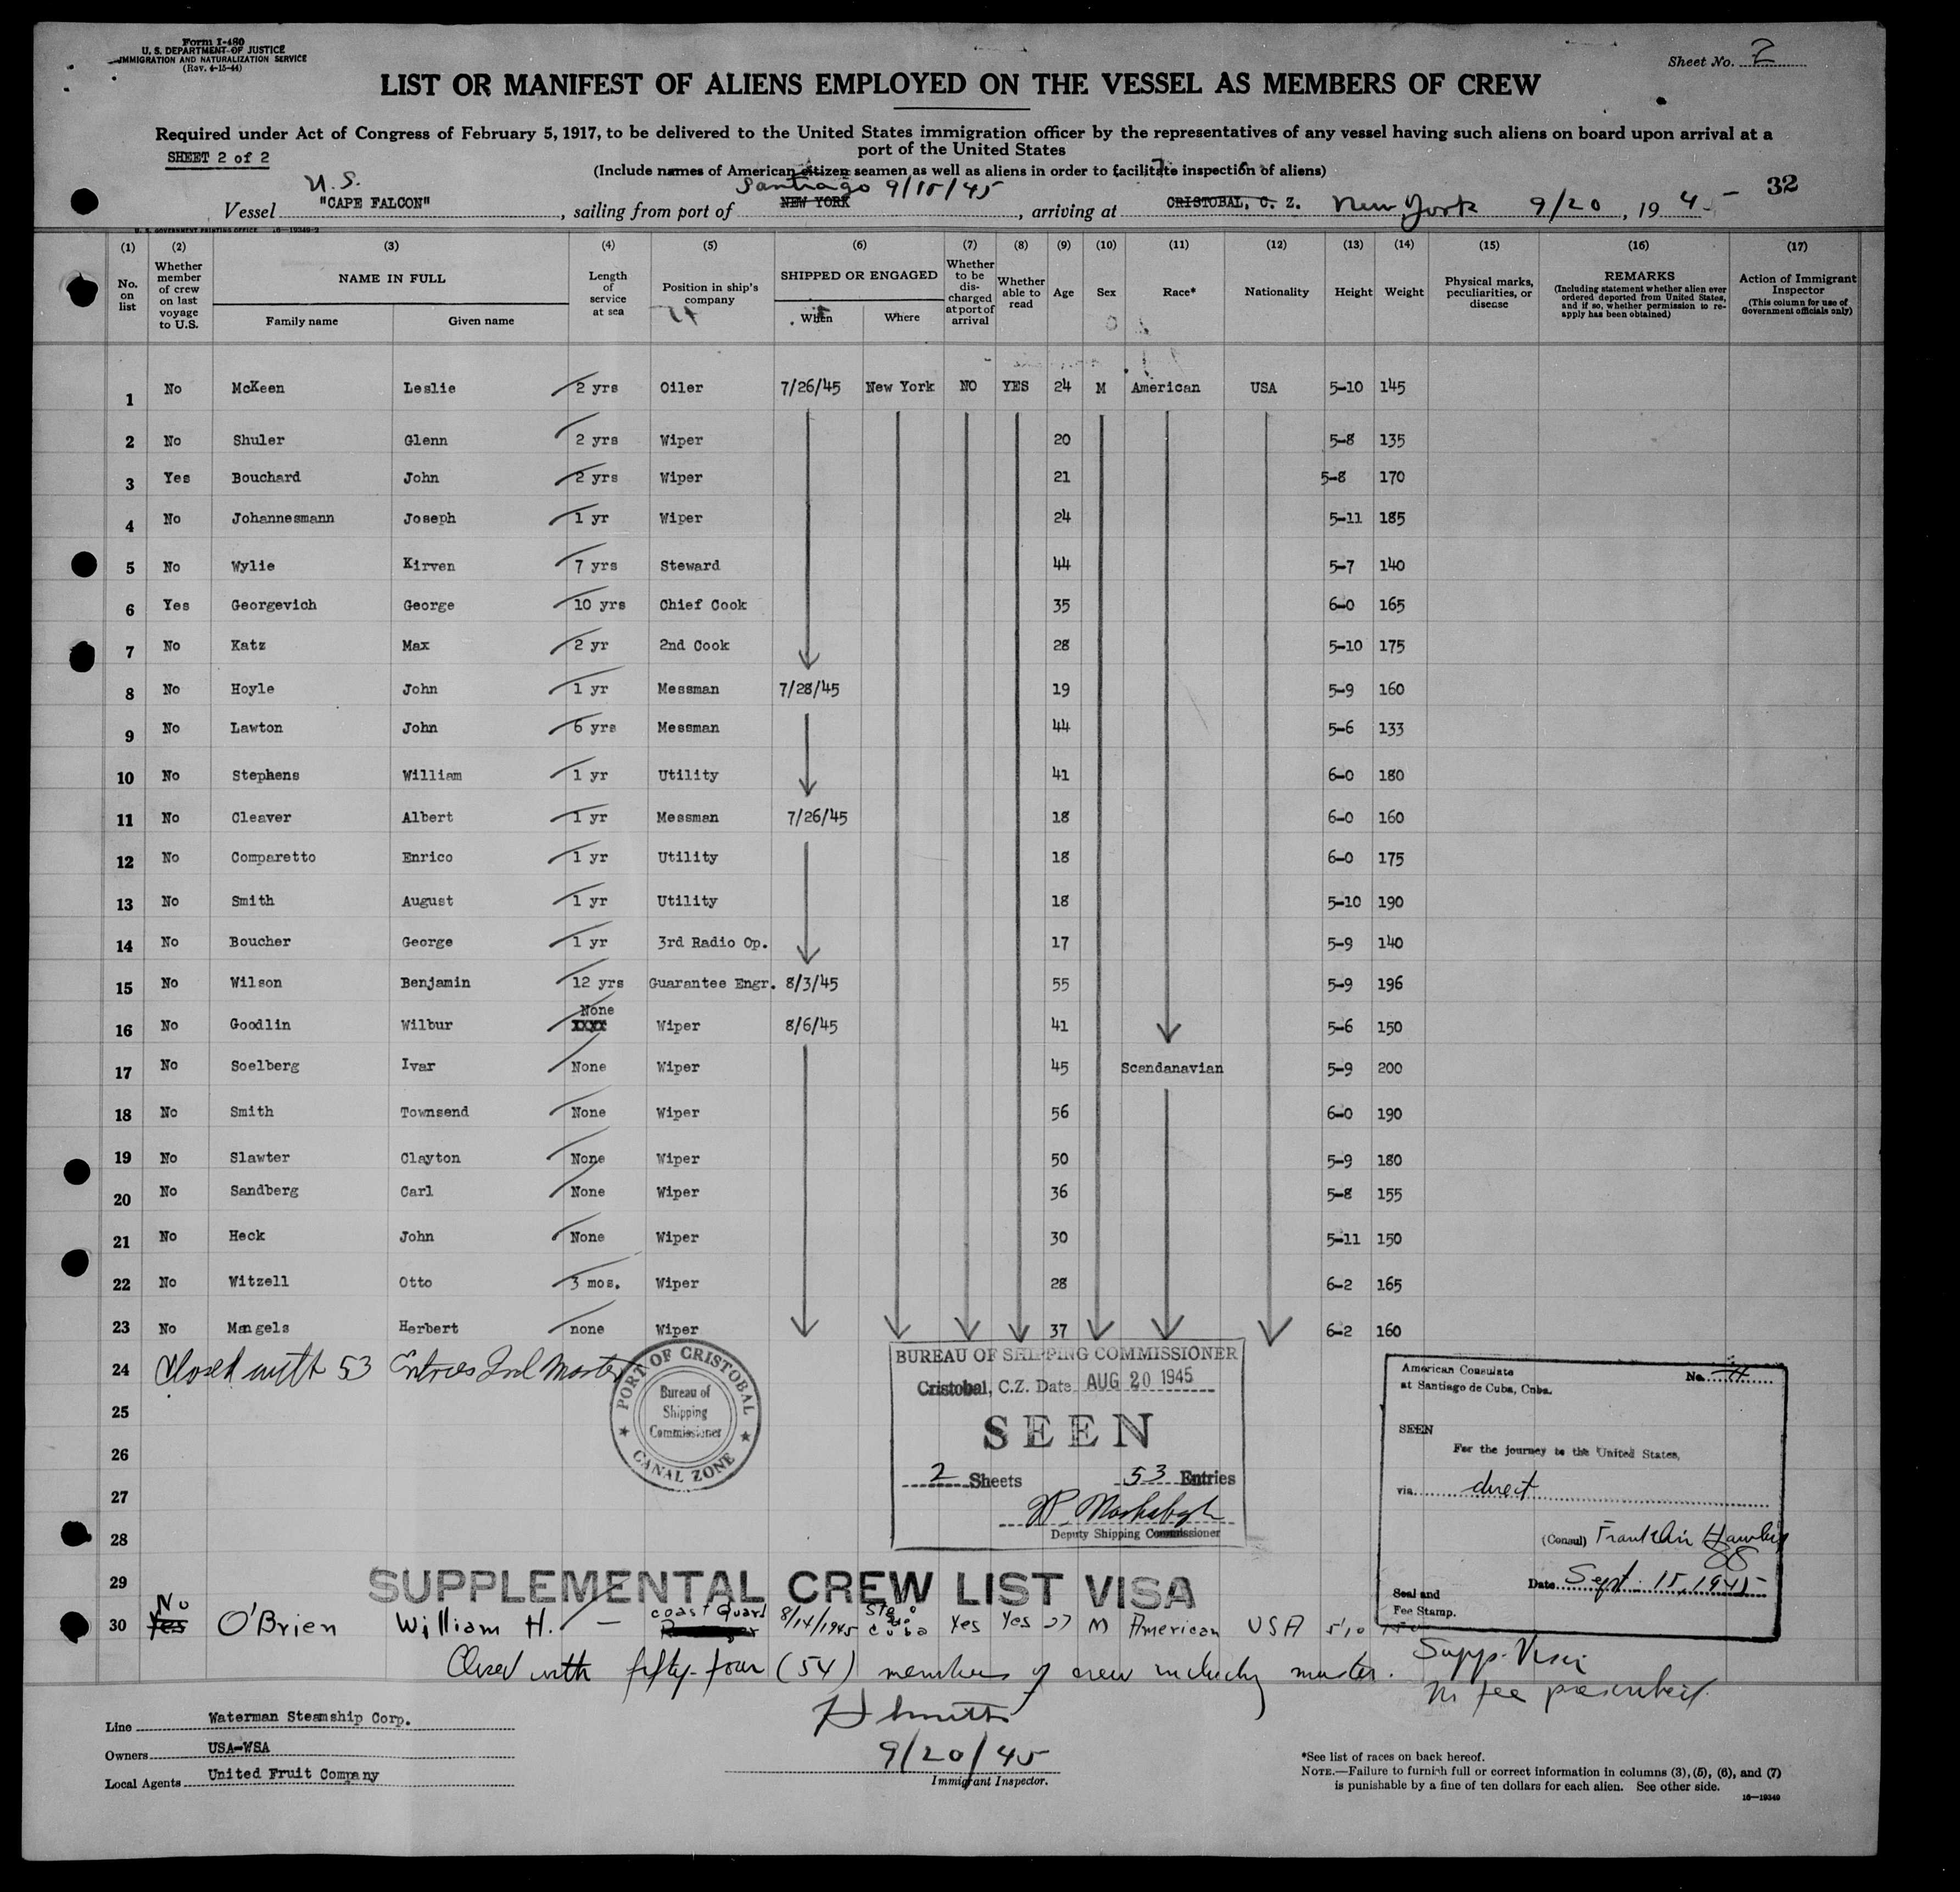 Form I-480
U. S. DEPARTMENT OF JUSTICE
IMMIGRATION AND NATURALIZATION SERVICE
(Rev. 4-15-44)
Sheet No. 2
LIST OR MANIFEST OF ALIENS EMPLOYED ON THE VESSEL AS MEMBERS OF CREW
Required under Act of Congress of February 5, 1917, to be delivered to the United States immigration officer by the representatives of any vessel having such aliens on board upon arrival at a
port of the United States
SHEET 2 of 2
(Include names of American citizen seamen as well as aliens in order to facilitate inspection of aliens)
U.S. Santiago 9/15/45
Vessel "CAPE FALCON", sailing from port of NEW YORK, arriving at CRISTOBAL, C. Z. New York 9/20, 1945
32
U. S. GOVERNMENT PRINTING OFFICE 16—19349-2
(1) (2) (3) (4) (5) (6) (7) (8) (9) (10) (11) (12) (13) (14) (15) (16) (17)
No. on list
Whether member of crew on last voyage to U.S.
NAME IN FULL
Family name Given name
Length of service at sea
Position in ship's company
SHIPPED OR ENGAGED
When Where
Whether to be discharged at port of arrival
Whether able to read
Age
Sex
Race*
Nationality
Height
Weight
Physical marks, peculiarities, or disease
REMARKS
(Including statement whether alien ever ordered deported from United States, and if so, whether permission to reapply has been obtained)
Action of Immigrant Inspector
(This column for use of Government officials only)
1 No McKeen Leslie 2 yrs Oiler 7/26/45 New York NO YES 24 M American USA 5-10 145
2 No Shuler Glenn 2 yrs Wiper 20 5-8 135
3 Yes Bouchard John 2 yrs Wiper 21 5-8 170
4 No Johannesmann Joseph 1 yr Wiper 24 5-11 185
5 No Wylie Kirven 7 yrs Steward 44 5-7 140
6 Yes Georgevich George 10 yrs Chief Cook 35 6-0 165
7 No Katz Max 2 yr 2nd Cook 28 5-10 175
8 No Hoyle John 1 yr Messman 7/28/45 19 5-9 160
9 No Lawton John 6 yrs Messman 44 5-6 133
10 No Stephens William 1 yr Utility 41 6-0 180
11 No Cleaver Albert 1 yr Messman 7/26/45 18 6-0 160
12 No Comparetto Enrico 1 yr Utility 18 6-0 175
13 No Smith August 1 yr Utility 18 5-10 190
14 No Boucher George 1 yr 3rd Radio Op. 17 5-9 140
15 No Wilson Benjamin 12 yrs Guarantee Engr. 8/3/45 55 5-9 196
16 No Goodlin Wilbur None XXXX Wiper 8/6/45 41 5-6 150
17 No Soelberg Ivar None Wiper 45 Scandanavian 5-9 200
18 No Smith Townsend None Wiper 56 6-0 190
19 No Slawter Clayton None Wiper 50 5-9 180
20 No Sandberg Carl None Wiper 36 5-8 155
21 No Heck John None Wiper 30 5-11 150
22 No Witzell Otto 3 mos. Wiper 28 6-2 165
23 No Mangels Herbert none Wiper 37 6-2 160
24 Closed with 53 Entries Incl Master
25
26
27
28
29
PORT OF CRISTOBAL
Bureau of
Shipping
Commissioner
CANAL ZONE
BUREAU OF SHIPPING COMMISSIONER
Cristobal, C.Z. Date AUG 20 1945
SEEN
2 Sheets 53 Entries
Deputy Shipping Commissioner
American Consulate
at Santiago de Cuba, Cuba.
No.
SEEN
For the journey to the United States,
via direct
(Consul) Franklin Hawley
Date Sept. 15, 1945
Seal and
Fee Stamp.
SUPPLEMENTAL CREW LIST VISA
30 No Yes O'Brien William H. — Coast Guard 8/14/1945 Stgo Cuba Yes Yes 27 M American USA 5'10
Closed with fifty-four (54) members of crew including master.
Supp. Visa
No fee prescribed.
Line Waterman Steamship Corp.
Owners USA-WSA
Local Agents United Fruit Company
9/20/45
Immigrant Inspector.
*See list of races on back hereof.
NOTE.—Failure to furnish full or correct information in columns (3), (5), (6), and (7)
is punishable by a fine of ten dollars for each alien. See other side.
16—19349